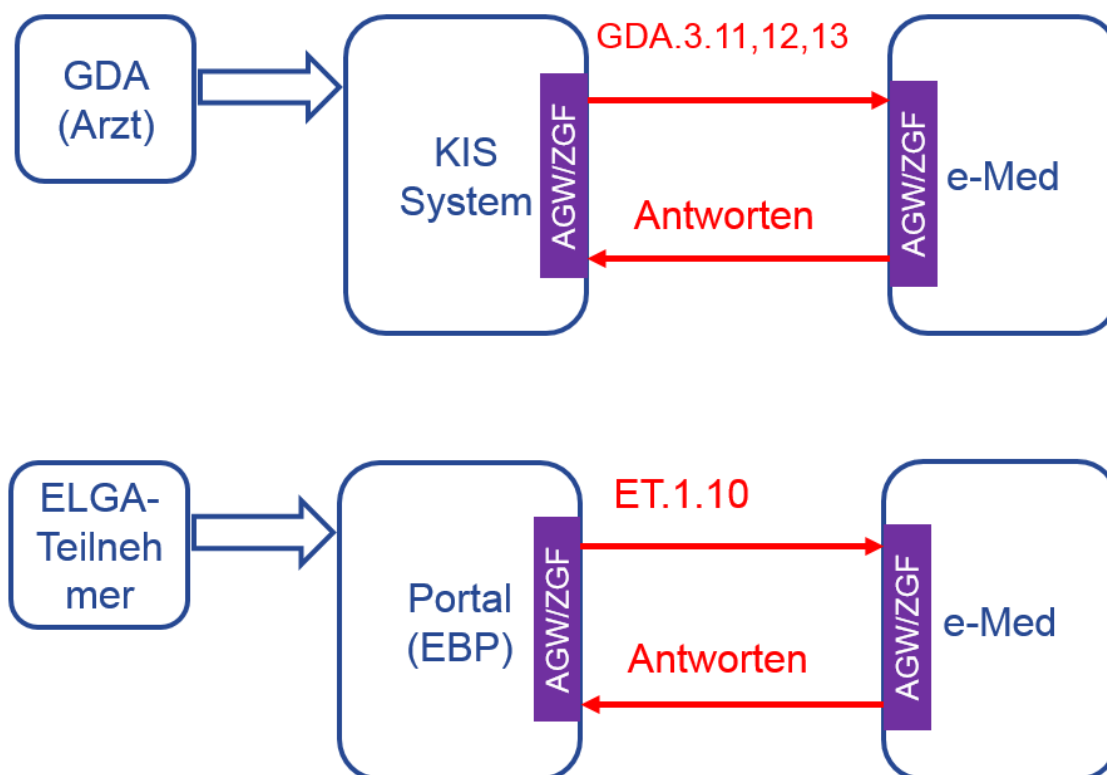 GDA
(Arzt)
KIS
System
AGW/ZGF
GDA.3.11,12,13
Antworten
AGW/ZGF
e-Med
ELGA-
Teilneh
mer
Portal
(EBP)
AGW/ZGF
ET.1.10
Antworten
AGW/ZGF
e-Med